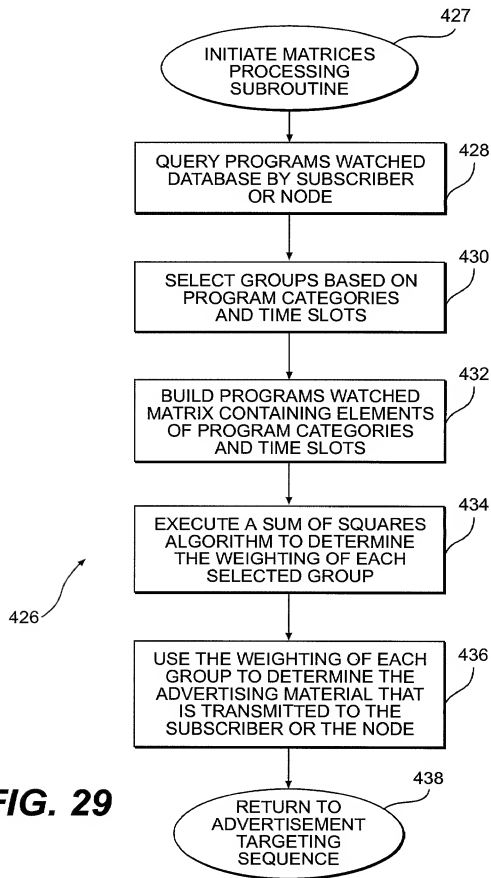 427
INITIATE MATRICES
PROCESSING
SUBROUTINE
428
QUERY PROGRAMS WATCHED
DATABASE BY SUBSCRIBER
OR NODE
430
SELECT GROUPS BASED ON
PROGRAM CATEGORIES
AND TIME SLOTS
432
BUILD PROGRAMS WATCHED
MATRIX CONTAINING ELEMENTS
OF PROGRAM CATEGORIES
AND TIME SLOTS
434
EXECUTE A SUM OF SQUARES
ALGORITHM TO DETERMINE
THE WEIGHTING OF EACH
SELECTED GROUP
426
436
USE THE WEIGHTING OF EACH
GROUP TO DETERMINE THE
ADVERTISING MATERIAL THAT
IS TRANSMITTED TO THE
SUBSCRIBER OR THE NODE
438
RETURN TO
ADVERTISEMENT
TARGETING
SEQUENCE
FIG. 29